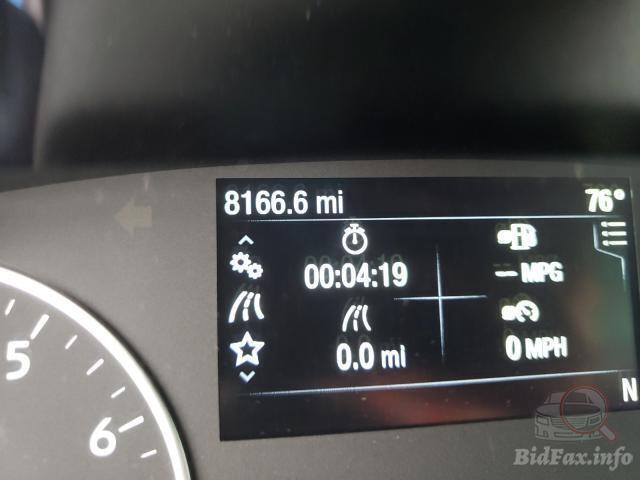 8166.6 mi 76°
00:04:19 -- MPG
0.0 mi 0 MPH
N
5
6
BidFax.info